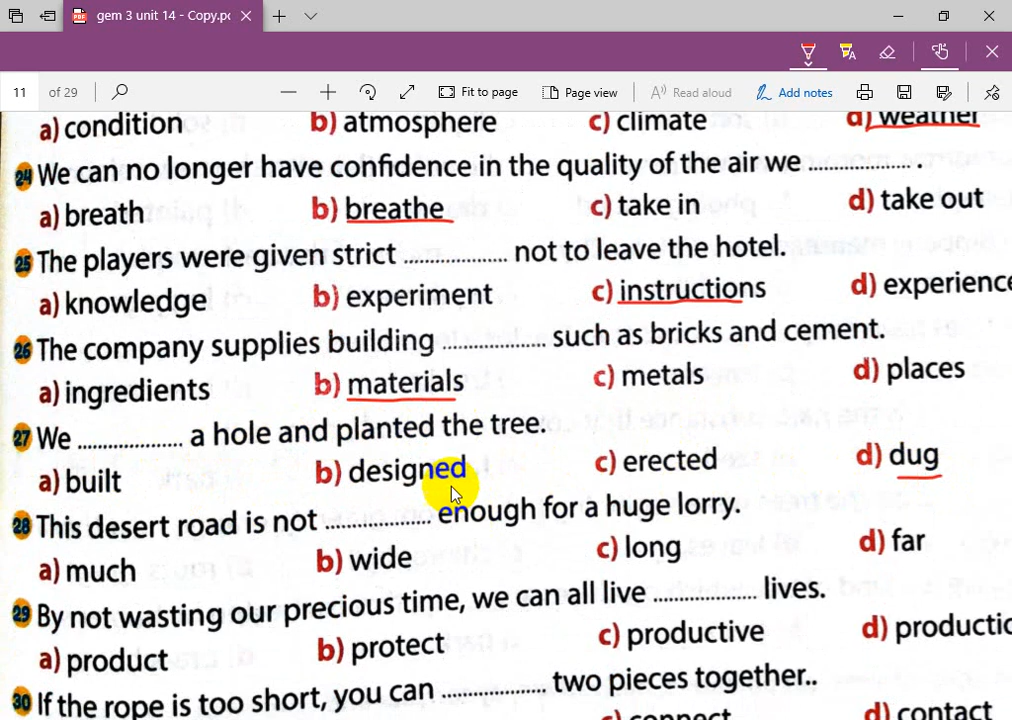 gem 3 unit 14 - Copy.pc
11 of 29 Fit to page Page view Read aloud Add notes
a) condition b) atmosphere c) climate d) weather
24 We can no longer have confidence in the quality of the air we ....................
a) breath b) breathe c) take in d) take out
25 The players were given strict .................... not to leave the hotel.
a) knowledge b) experiment c) instructions d) experience
26 The company supplies building .................... such as bricks and cement.
a) ingredients b) materials c) metals d) places
27 We .................... a hole and planted the tree.
a) built b) designed c) erected d) dug
28 This desert road is not .................... enough for a huge lorry.
a) much b) wide c) long d) far
29 By not wasting our precious time, we can all live .................... lives.
a) product b) protect c) productive d) productio
30 If the rope is too short, you can .................... two pieces together..
c) connect d) contact